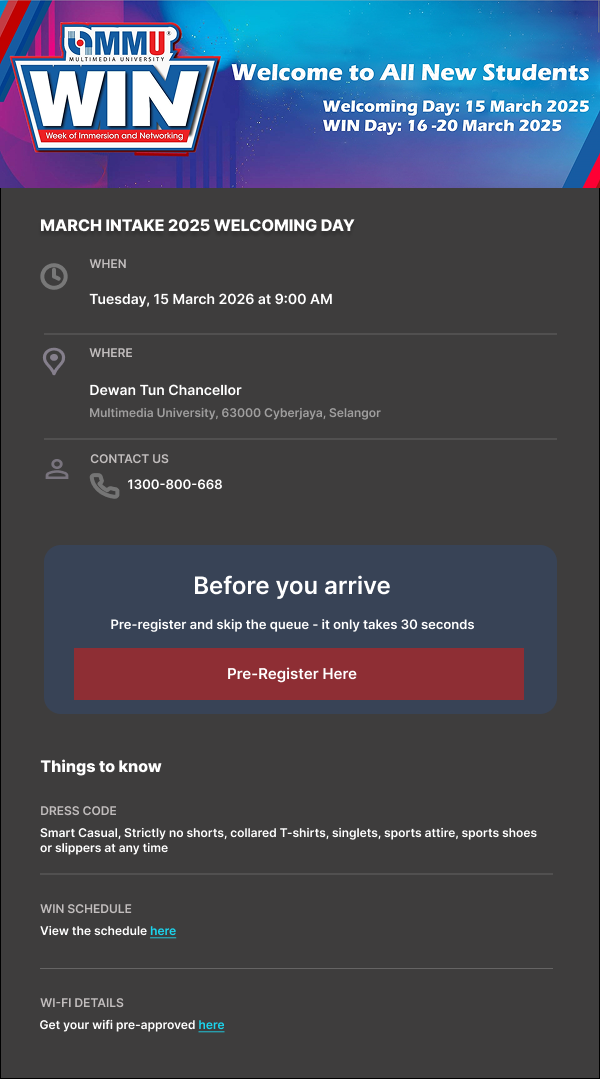 MMU
MULTIMEDIA UNIVERSITY
WIN
Week of Immersion and Networking
Welcome to All New Students
Welcoming Day: 15 March 2025
WIN Day: 16 -20 March 2025
MARCH INTAKE 2025 WELCOMING DAY
WHEN
Tuesday, 15 March 2026 at 9:00 AM
WHERE
Dewan Tun Chancellor
Multimedia University, 63000 Cyberjaya, Selangor
CONTACT US
1300-800-668
Before you arrive
Pre-register and skip the queue - it only takes 30 seconds
Pre-Register Here
Things to know
DRESS CODE
Smart Casual, Strictly no shorts, collared T-shirts, singlets, sports attire, sports shoes
or slippers at any time
WIN SCHEDULE
View the schedule here
WI-FI DETAILS
Get your wifi pre-approved here